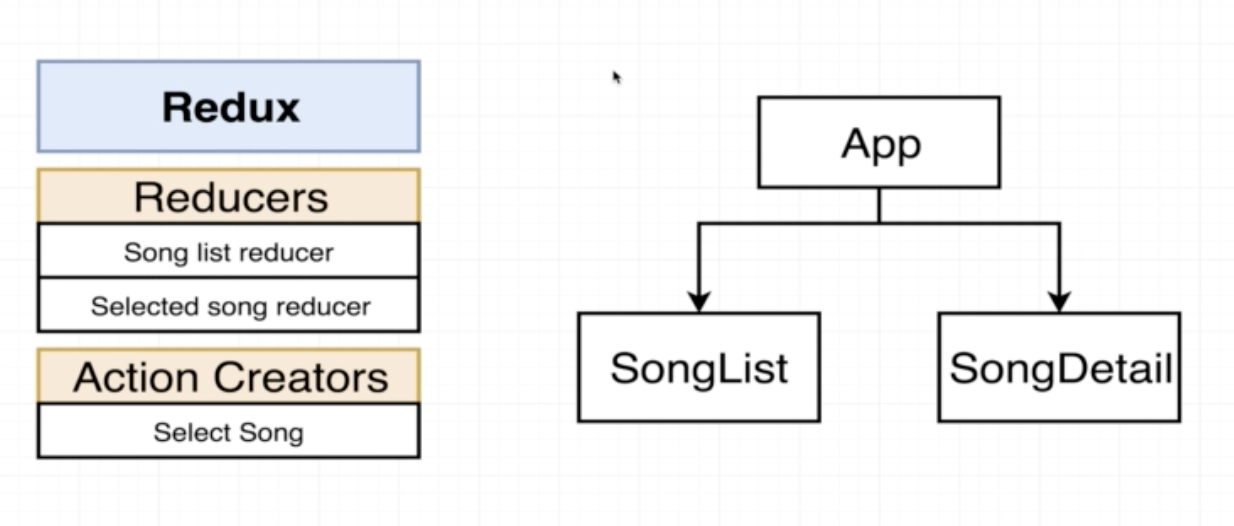 Redux
Reducers
Song list reducer
Selected song reducer
Action Creators
Select Song
App
SongList
SongDetail